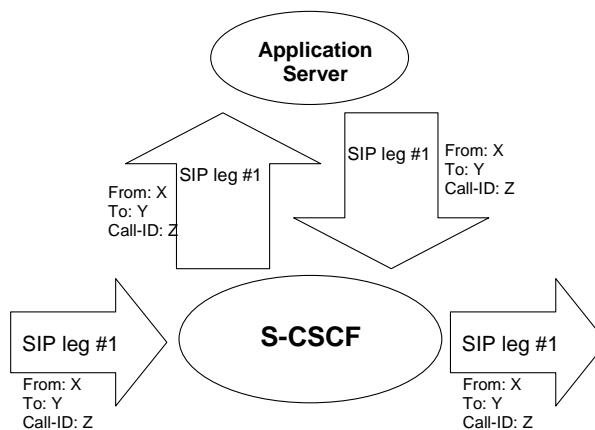 Application
Server
SIP leg #1
From: X
To: Y
Call-ID: Z
SIP leg #1
From: X
To: Y
Call-ID: Z
SIP leg #1
From: X
To: Y
Call-ID: Z
S-CSCF
SIP leg #1
From: X
To: Y
Call-ID: Z